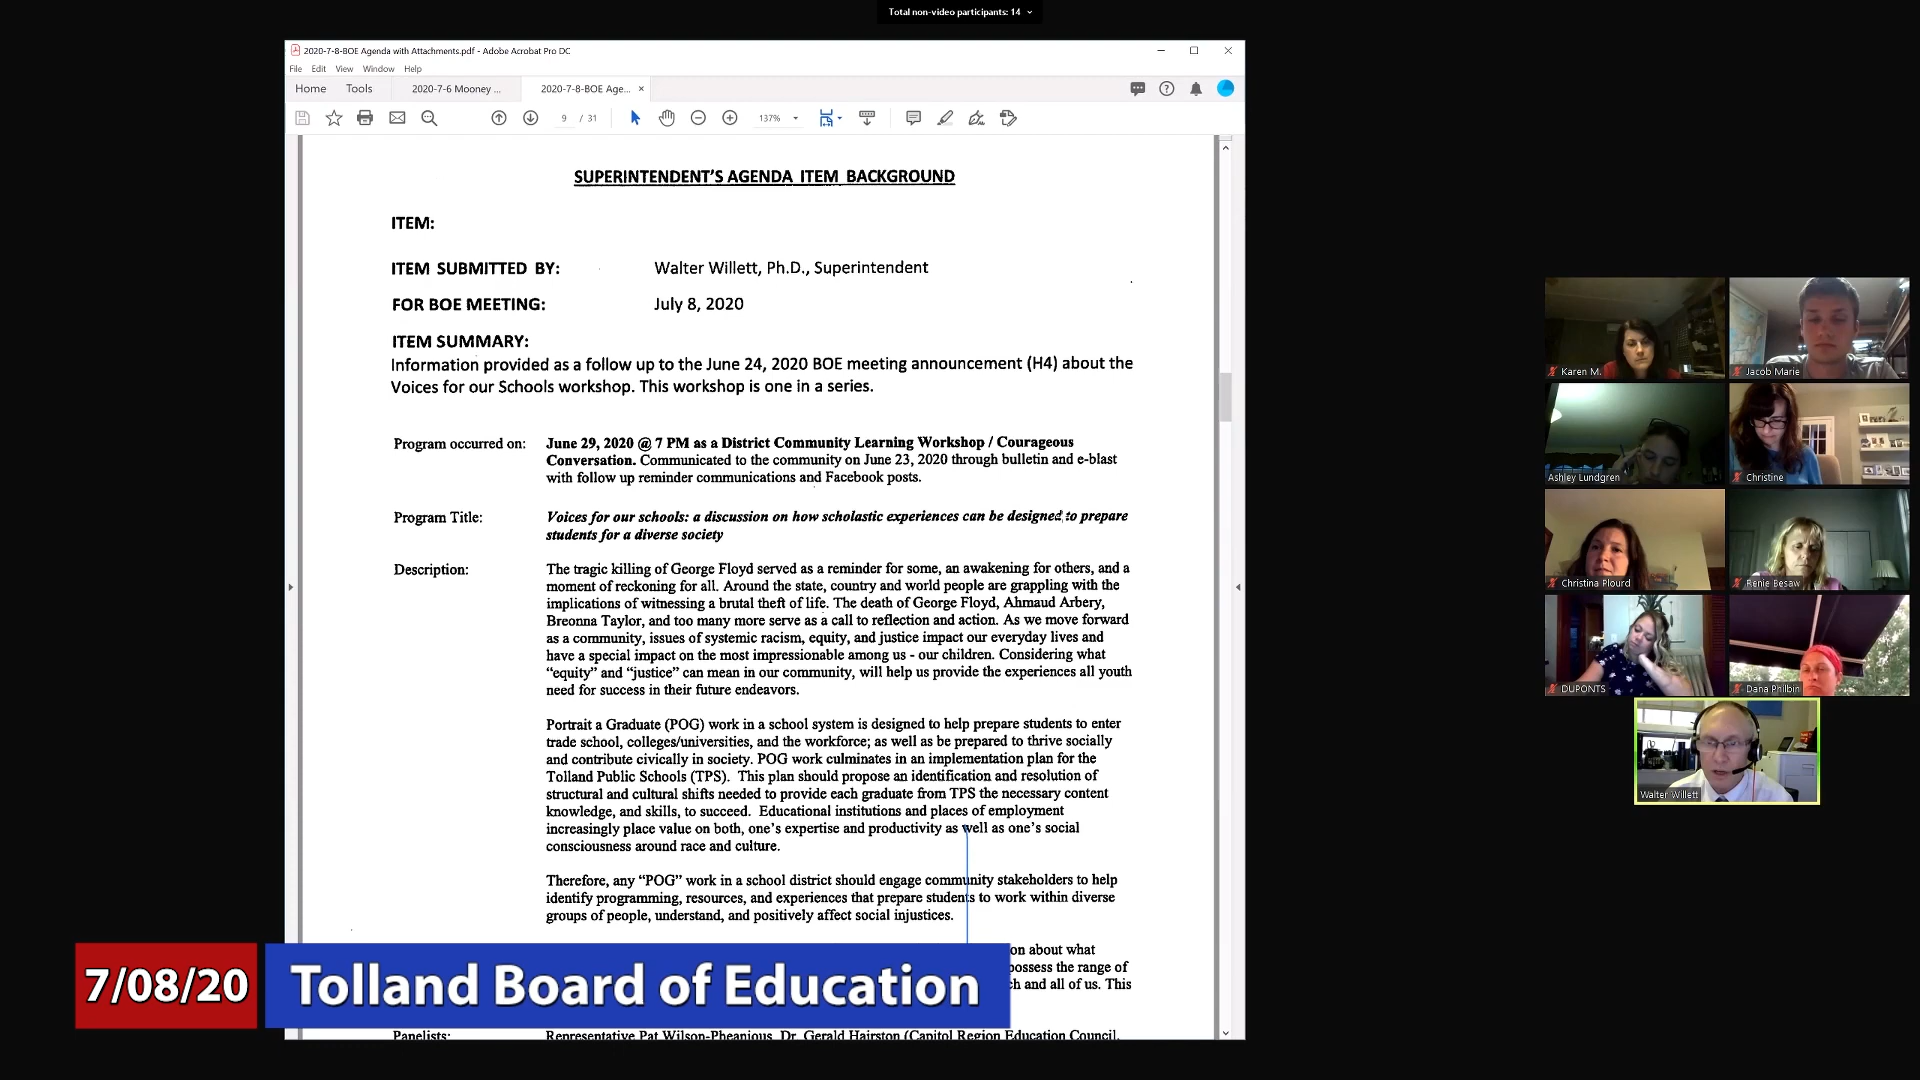 Total non-video participants: 14
2020-7-8-BOE Agenda with Attachments.pdf - Adobe Acrobat Pro DC
File Edit View Window Help
Home Tools 2020-7-6 Mooney ... 2020-7-8-BOE Age...
9 / 31 137%
SUPERINTENDENT'S AGENDA ITEM BACKGROUND
ITEM:
ITEM SUBMITTED BY: Walter Willett, Ph.D., Superintendent
FOR BOE MEETING: July 8, 2020
ITEM SUMMARY:
Information provided as a follow up to the June 24, 2020 BOE meeting announcement (H4) about the
Voices for our Schools workshop. This workshop is one in a series.
Program occurred on: June 29, 2020 @ 7 PM as a District Community Learning Workshop / Courageous
Conversation. Communicated to the community on June 23, 2020 through bulletin and e-blast
with follow up reminder communications and Facebook posts.
Program Title: Voices for our schools: a discussion on how scholastic experiences can be designed to prepare
students for a diverse society
Description: The tragic killing of George Floyd served as a reminder for some, an awakening for others, and a
moment of reckoning for all. Around the state, country and world people are grappling with the
implications of witnessing a brutal theft of life. The death of George Floyd, Ahmaud Arbery,
Breonna Taylor, and too many more serve as a call to reflection and action. As we move forward
as a community, issues of systemic racism, equity, and justice impact our everyday lives and
have a special impact on the most impressionable among us - our children. Considering what
“equity” and “justice” can mean in our community, will help us provide the experiences all youth
need for success in their future endeavors.
Portrait a Graduate (POG) work in a school system is designed to help prepare students to enter
trade school, colleges/universities, and the workforce; as well as be prepared to thrive socially
and contribute civically in society. POG work culminates in an implementation plan for the
Tolland Public Schools (TPS). This plan should propose an identification and resolution of
structural and cultural shifts needed to provide each graduate from TPS the necessary content
knowledge, and skills, to succeed. Educational institutions and places of employment
increasingly place value on both, one's expertise and productivity as well as one's social
consciousness around race and culture.
Therefore, any “POG” work in a school district should engage community stakeholders to help
identify programming, resources, and experiences that prepare students to work within diverse
groups of people, understand, and positively affect social injustices.
on about what
possess the range of
ch and all of us. This
Panelists: Representative Pat Wilson-Pheanious, Dr. Gerald Hairston (Capitol Region Education Council,
7/08/20 Tolland Board of Education
Karen M.
Jacob Marie
Ashley Lundgren
Christine
Christina Plourd
Renie Besaw
DUPONTS
Dana Philbin
Walter Willett